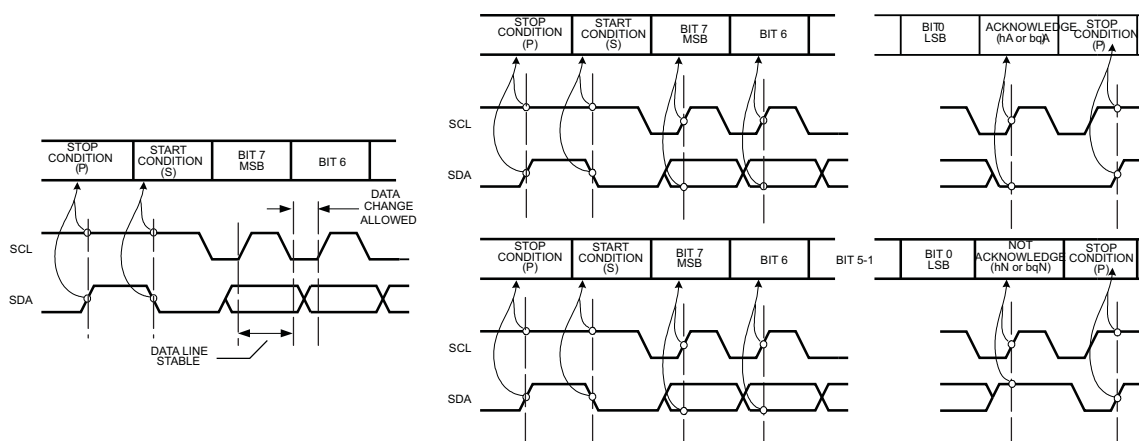 STOP
CONDITION
(P)
START
CONDITION
(S)
BIT 7
MSB
BIT 6
DATA
CHANGE
ALLOWED
SCL
SDA
DATA LINE
STABLE
STOP
CONDITION
(P)
START
CONDITION
(S)
BIT 7
MSB
BIT 6
BIT0
LSB
ACKNOWLEDGE
(hA or bqA)
STOP
CONDITION
(P)
SCL
SDA
STOP
CONDITION
(P)
START
CONDITION
(S)
BIT 7
MSB
BIT 6
BIT 5-1
BIT 0
LSB
NOT
ACKNOWLEDGE
(hN or bqN)
STOP
CONDITION
(P)
SCL
SDA